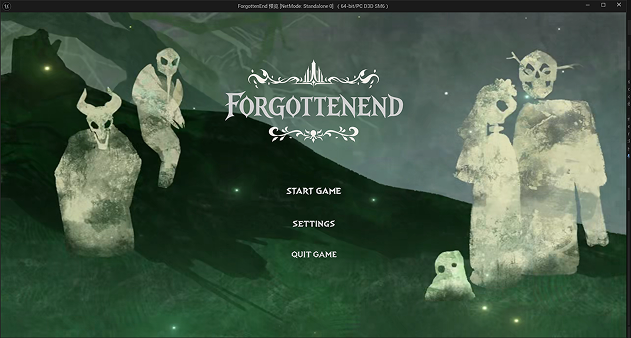 ForgottenEnd 预览 [NetMode: Standalone 0] ( 64-bit/PC D3D SM6 )
FORGOTTENEND
START GAME
SETTINGS
QUIT GAME